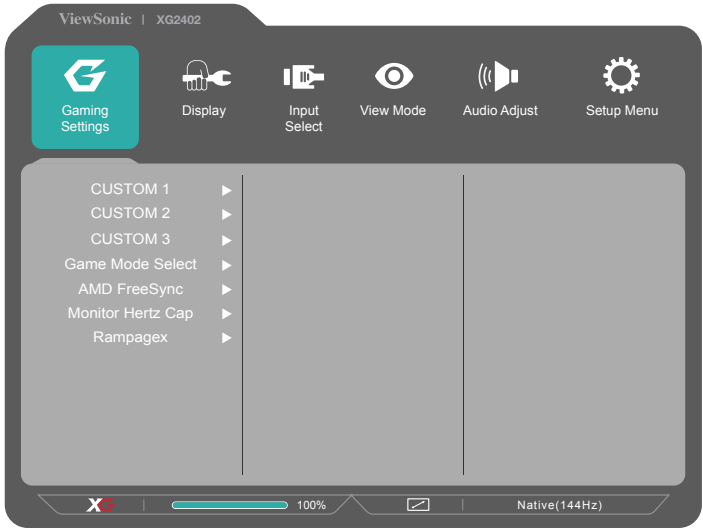 ViewSonic | XG2402
Gaming
Settings
Display
Input
Select
View Mode
Audio Adjust
Setup Menu
CUSTOM 1
CUSTOM 2
CUSTOM 3
Game Mode Select
AMD FreeSync
Monitor Hertz Cap
Rampagex
XG | 100% | Native(144Hz)